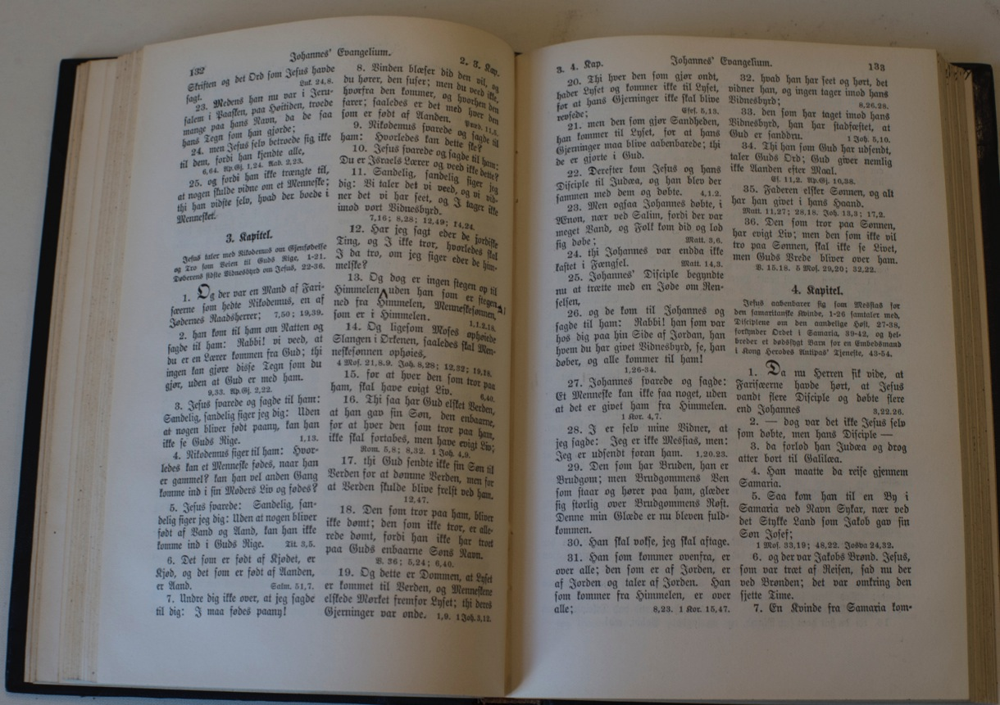 132
Johannes' Evangelium.
2. 3. Kap.
Skriften og det Ord som Jesus havde
sagt. Luk. 24,8.
23. Medens han nu var i Jeru-
salem i Paasken, paa Høitiden, troede
mange paa hans Navn, da de saa
hans Tegn som han gjorde;
24. men Jesus selv betroede sig ikke
til dem, fordi han kjendte alle,
6,64. Ap.Gj. 1,24. Aab. 2,23.
25. og fordi han ikke trængte til,
at nogen skulde vidne om et Menneske;
thi han vidste selv, hvad der boede i
Mennesket.
3. Kapitel.
Jesus taler med Nikodemus om Gjenfødelse
og Tro som Veien til Guds Rige, 1-21.
Døberens sidste Vidnesbyrd om Jesus, 22-36.
1. Og der var en Mand af Fari-
sæerne som hedte Nikodemus, en af
Jødernes Raadsherrer; 7,50; 19,39.
2. han kom til ham om Natten og
sagde til ham: Rabbi! vi veed, at
du er en Lærer kommen fra Gud; thi
ingen kan gjøre disse Tegn som du
gjør, uden at Gud er med ham.
9,33. Ap.Gj. 2,22.
3. Jesus svarede og sagde til ham:
Sandelig, sandelig siger jeg dig: Uden
at nogen bliver født paany, kan han
ikke se Guds Rige. 1,13.
4. Nikodemus siger til ham: Hvor-
ledes kan et Menneske fødes, naar han
er gammel? kan han vel anden Gang
komme ind i sin Moders Liv og fødes?
5. Jesus svarede: Sandelig, san-
delig siger jeg dig: Uden at nogen bliver
født af Vand og Aand, kan han ikke
komme ind i Guds Rige. Tit. 3,5.
6. Det som er født af Kjødet, er
Kjød, og det som er født af Aanden,
er Aand. Salm. 51,7.
7. Undre dig ikke over, at jeg sagde
til dig: I maa fødes paany!
8. Vinden blæser did den vil, og
du hører, den suser; men du veed ikke,
hvorfra den kommer, og hvorhen den
farer; saaledes er det med hver den
som er født af Aanden. Præd. 11,5.
9. Nikodemus svarede og sagde til
ham: Hvorledes kan dette ske?
10. Jesus svarede og sagde til ham:
Du er Israels Lærer og veed ikke dette?
11. Sandelig, sandelig siger jeg
dig: Vi taler det vi veed, og vi vid-
ner det vi har seet, og I tager ikke
imod vort Vidnesbyrd.
7,16; 8,28; 12,49; 14,24.
12. Har jeg sagt eder de jordiske
Ting, og I ikke tror, hvorledes skal
I da tro, om jeg siger eder de him-
melske?
13. Og dog er ingen stegen op til
Himmelen uden han som er stegen
ned fra Himmelen, Menneskesønnen,
som er i Himmelen. 1,1.2.18.
14. Og ligesom Moses ophøiede
Slangen i Ørkenen, saaledes skal Men-
neskesønnen ophøies,
4 Mos. 21,8.9. Joh. 8,28; 12,32; 19,18.
15. for at hver den som tror paa
ham, skal have evigt Liv. 6,40.
16. Thi saa har Gud elsket Verden,
at han gav sin Søn, den enbaarne,
for at hver den som tror paa ham,
ikke skal fortabes, men have evigt Liv;
Rom. 5,8; 8,32. 1 Joh. 4,9.
17. thi Gud sendte ikke sin Søn til
Verden for at dømme Verden, men for
at Verden skulde blive frelst ved ham.
12,47.
18. Den som tror paa ham, bliver
ikke dømt; den som ikke tror, er alle-
rede dømt, fordi han ikke har troet
paa Guds enbaarne Søns Navn.
V. 36; 5,24; 6,40.
19. Og dette er Dommen, at Lyset
er kommet til Verden, og Menneskene
elskede Mørket fremfor Lyset; thi deres
Gjerninger var onde. 1,9. 1 Joh. 3,12.
3. 4. Kap.
Johannes' Evangelium.
133
20. Thi hver den som gjør ondt,
hader Lyset og kommer ikke til Lyset,
for at hans Gjerninger ikke skal blive
revsede; Efes. 5,13.
21. men den som gjør Sandheden,
han kommer til Lyset, for at hans
Gjerninger maa blive aabenbarede; thi
de er gjorte i Gud.
22. Derefter kom Jesus og hans
Disciple til Judæa, og han blev der
sammen med dem og døbte. 4,1.2.
23. Men ogsaa Johannes døbte, i
Ænon, nær ved Salim, fordi der var
meget Vand, og Folk kom did og lod
sig døbe; Matt. 3,6.
24. thi Johannes var endda ikke
kastet i Fængsel. Matt. 14,3.
25. Johannes' Disciple begyndte
nu at trætte med en Jøde om Ren-
selsen,
26. og de kom til Johannes og
sagde til ham: Rabbi! han som var
hos dig paa hin Side af Jordan, han
hvem du har givet Vidnesbyrd, se, han
døber, og alle kommer til ham!
1,26-34.
27. Johannes svarede og sagde:
Et Menneske kan ikke faa noget, uden
at det er givet ham fra Himmelen.
1 Kor. 4,7.
28. I er selv mine Vidner, at
jeg sagde: Jeg er ikke Messias, men:
Jeg er udsendt foran ham. 1,20.23.
29. Den som har Bruden, han er
Brudgom; men Brudgommens Ven
som staar og hører paa ham, glæder
sig storlig over Brudgommens Røst.
Denne min Glæde er nu bleven fuld-
kommen.
30. Han skal vokse, jeg skal aftage.
31. Han som kommer ovenfra, er
over alle; den som er af Jorden, er
af Jorden og taler af Jorden. Han
som kommer fra Himmelen, er over
alle; 8,23. 1 Kor. 15,47.
32. hvad han har seet og hørt, det
vidner han, og ingen tager imod hans
Vidnesbyrd; 8,26.28.
33. den som har taget imod hans
Vidnesbyrd, han har stadfæstet, at
Gud er sanddru. 1 Joh. 5,10.
34. Thi han som Gud har udsendt,
taler Guds Ord; Gud giver nemlig
ikke Aanden efter Maal.
Es. 11,2. Ap.Gj. 10,38.
35. Faderen elsker Sønnen, og alt
har han givet i hans Haand.
Matt. 11,27; 28,18. Joh. 13,3; 17,2.
36. Den som tror paa Sønnen,
har evigt Liv; men den som ikke vil
tro paa Sønnen, skal ikke se Livet,
men Guds Vrede bliver over ham.
V. 15.18. 5 Mos. 29,20; 32,22.
4. Kapitel.
Jesus aabenbarer sig som Messias for
den samaritanske Kvinde, 1-26 samtaler med,
Disciplene om den aandelige Høst, 27-38,
forkynder Ordet i Samaria, 39-42, og hel-
breder et dødssygt Barn for en Embedsmand
i Kong Herodes Antipas' Tjeneste, 43-54.
1. Da nu Herren fik vide, at
Farisæerne havde hørt, at Jesus
vandt flere Disciple og døbte flere
end Johannes 3,22.26.
2. — dog var det ikke Jesus selv
som døbte, men hans Disciple —
3. da forlod han Judæa og drog
atter bort til Galilæa.
4. Han maatte da reise gjennem
Samaria.
5. Saa kom han til en By i
Samaria ved Navn Sykar, nær ved
det Stykke Land som Jakob gav sin
Søn Josef;
1 Mos. 33,19; 48,22. Josva 24,32.
6. og der var Jakobs Brønd. Jesus,
som var træt af Reisen, sad nu der
ved Brønden; det var omkring den
sjette Time.
7. En Kvinde fra Samaria kom-